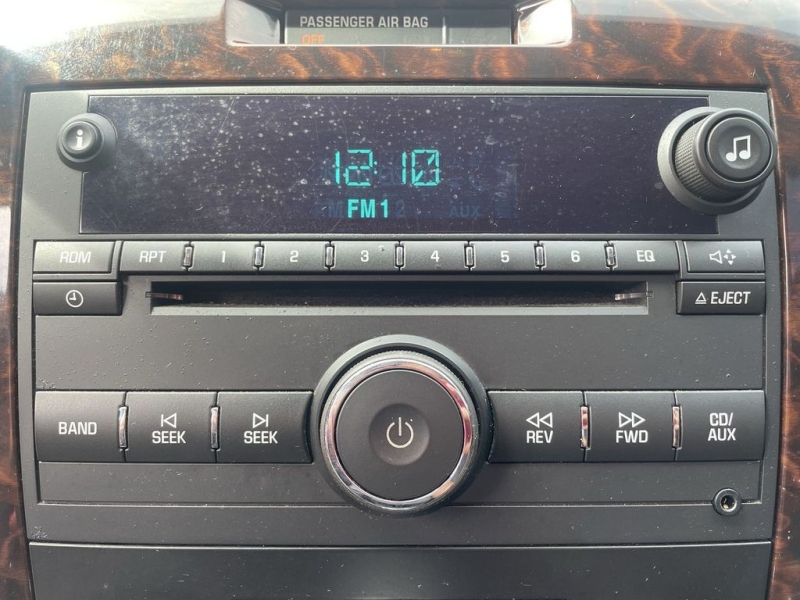 PASSENGER AIR BAG
OFF
i
12:10
FM1 2 AUX
RDM RPT 1 2 3 4 5 6 EQ
EJECT
BAND SEEK SEEK REV FWD CD/
AUX